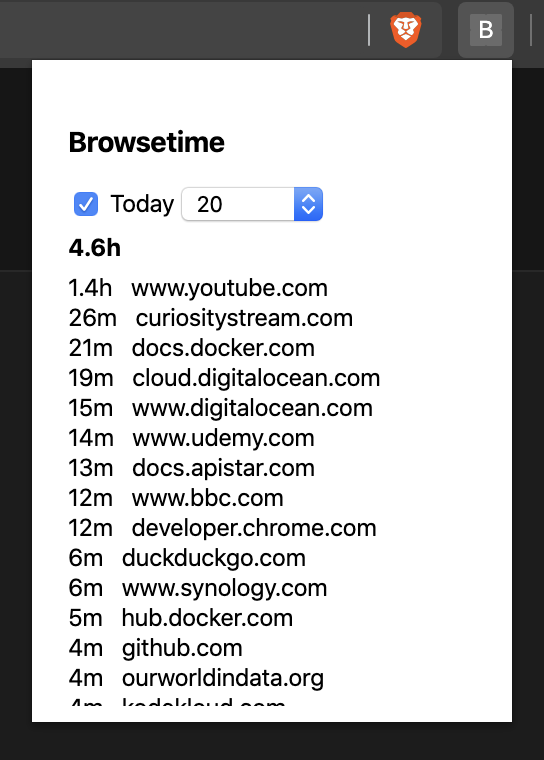 B
Browsetime
Today 20
4.6h
1.4h www.youtube.com
26m curiositystream.com
21m docs.docker.com
19m cloud.digitalocean.com
15m www.digitalocean.com
14m www.udemy.com
13m docs.apistar.com
12m www.bbc.com
12m developer.chrome.com
6m duckduckgo.com
6m www.synology.com
5m hub.docker.com
4m github.com
4m ourworldindata.org
4m kodekloud.com